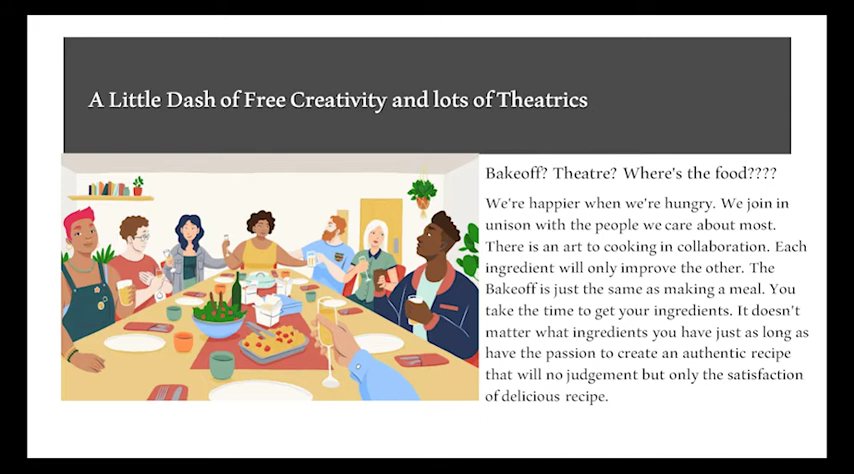 A Little Dash of Free Creativity and lots of Theatrics
Bakeoff? Theatre? Where's the food????
We're happier when we're hungry. We join in
unison with the people we care about most.
There is an art to cooking in collaboration. Each
ingredient will only improve the other. The
Bakeoff is just the same as making a meal. You
take the time to get your ingredients. It doesn't
matter what ingredients you have just as long as
have the passion to create an authentic recipe
that will no judgement but only the satisfaction
of delicious recipe.